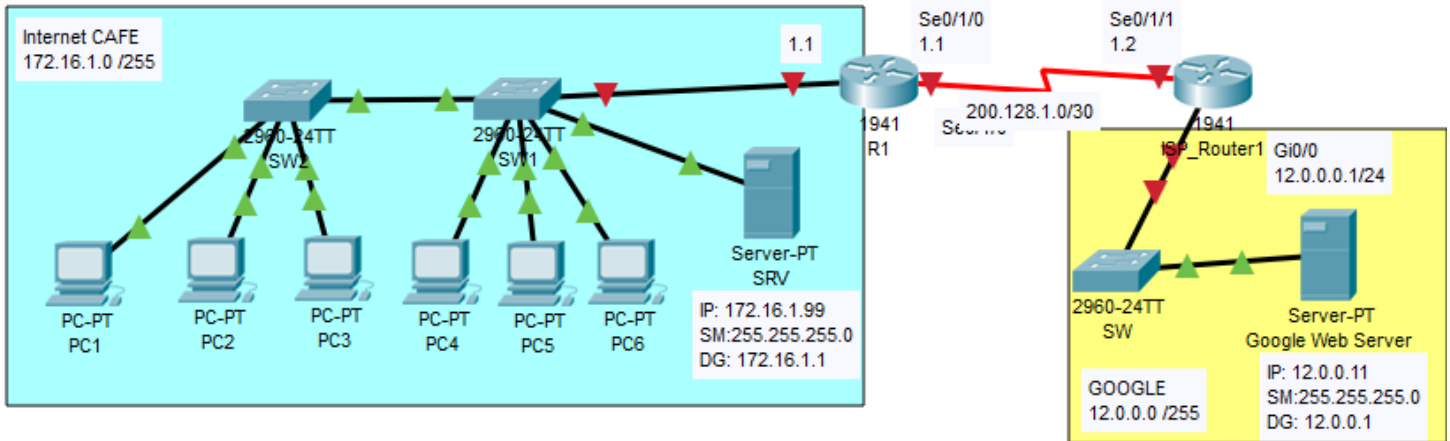 Internet CAFE
172.16.1.0 /255
2960-24TT
SW2
2960-24TT
SW1
1.1
Se0/1/0
1.1
1941
R1
200.128.1.0/30
Se0/1/1
1.2
1941
ISP_Router1
Gi0/0
12.0.0.0.1/24
PC-PT
PC1
PC-PT
PC2
PC-PT
PC3
PC-PT
PC4
PC-PT
PC5
PC-PT
PC6
Server-PT
SRV
IP: 172.16.1.99
SM:255.255.255.0
DG: 172.16.1.1
2960-24TT
SW
Server-PT
Google Web Server
GOOGLE
12.0.0.0 /255
IP: 12.0.0.11
SM:255.255.255.0
DG: 12.0.0.1